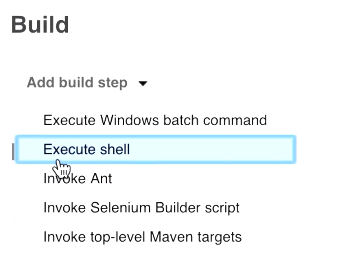 Build
Add build step
Execute Windows batch command
Execute shell
Invoke Ant
Invoke Selenium Builder script
Invoke top-level Maven targets